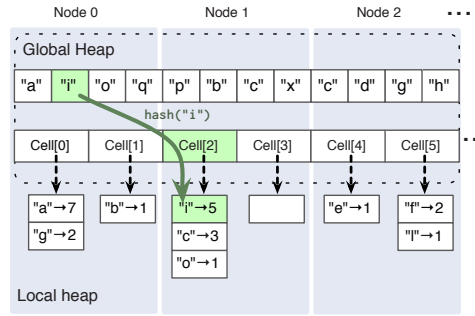 Node 0 Node 1 Node 2 ...
Global Heap
"a" "i" "o" "q" "p" "b" "c" "x" "c" "d" "g" "h"
hash("i")
Cell[0] Cell[1] Cell[2] Cell[3] Cell[4] Cell[5] ...
"a"→7 "b"→1 "i"→5 "e"→1 "f"→2
"g"→2 "c"→3 "l"→1
"o"→1
Local heap